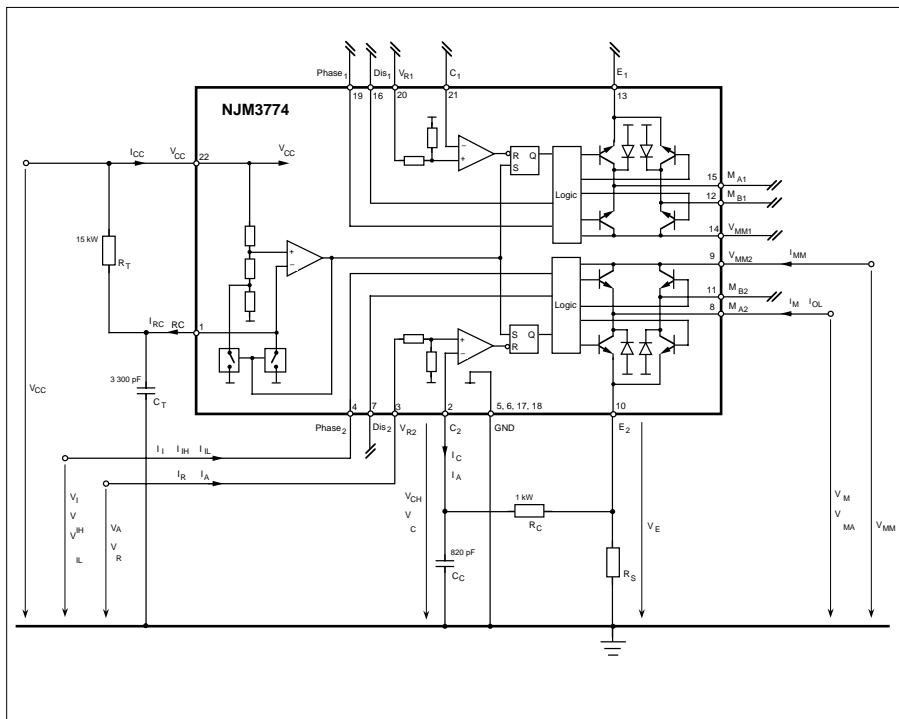 Phase1 Dis1 VR1 C1 E1
19 16 20 21 13
NJM3774
ICC VCC 22 VCC
R Q
S
Logic
15 MA1
12 MB1
14 VMM1
15 kW
RT
9 VMM2 IMM
11 MB2
8 MA2 IM IOL
Logic
S Q
R
IRC RC 1
3 300 pF
CT
VCC
4 7 3 2 5, 6, 17, 18 10
Phase2 Dis2 VR2 C2 GND E2
II IIH IIL
IC
IR IA
IA
VCH
V
C
1 kW
RC
VE
VI
V
IH
V
IL
VA
V
R
820 pF
CC
RS
VM
V
MA
VMM